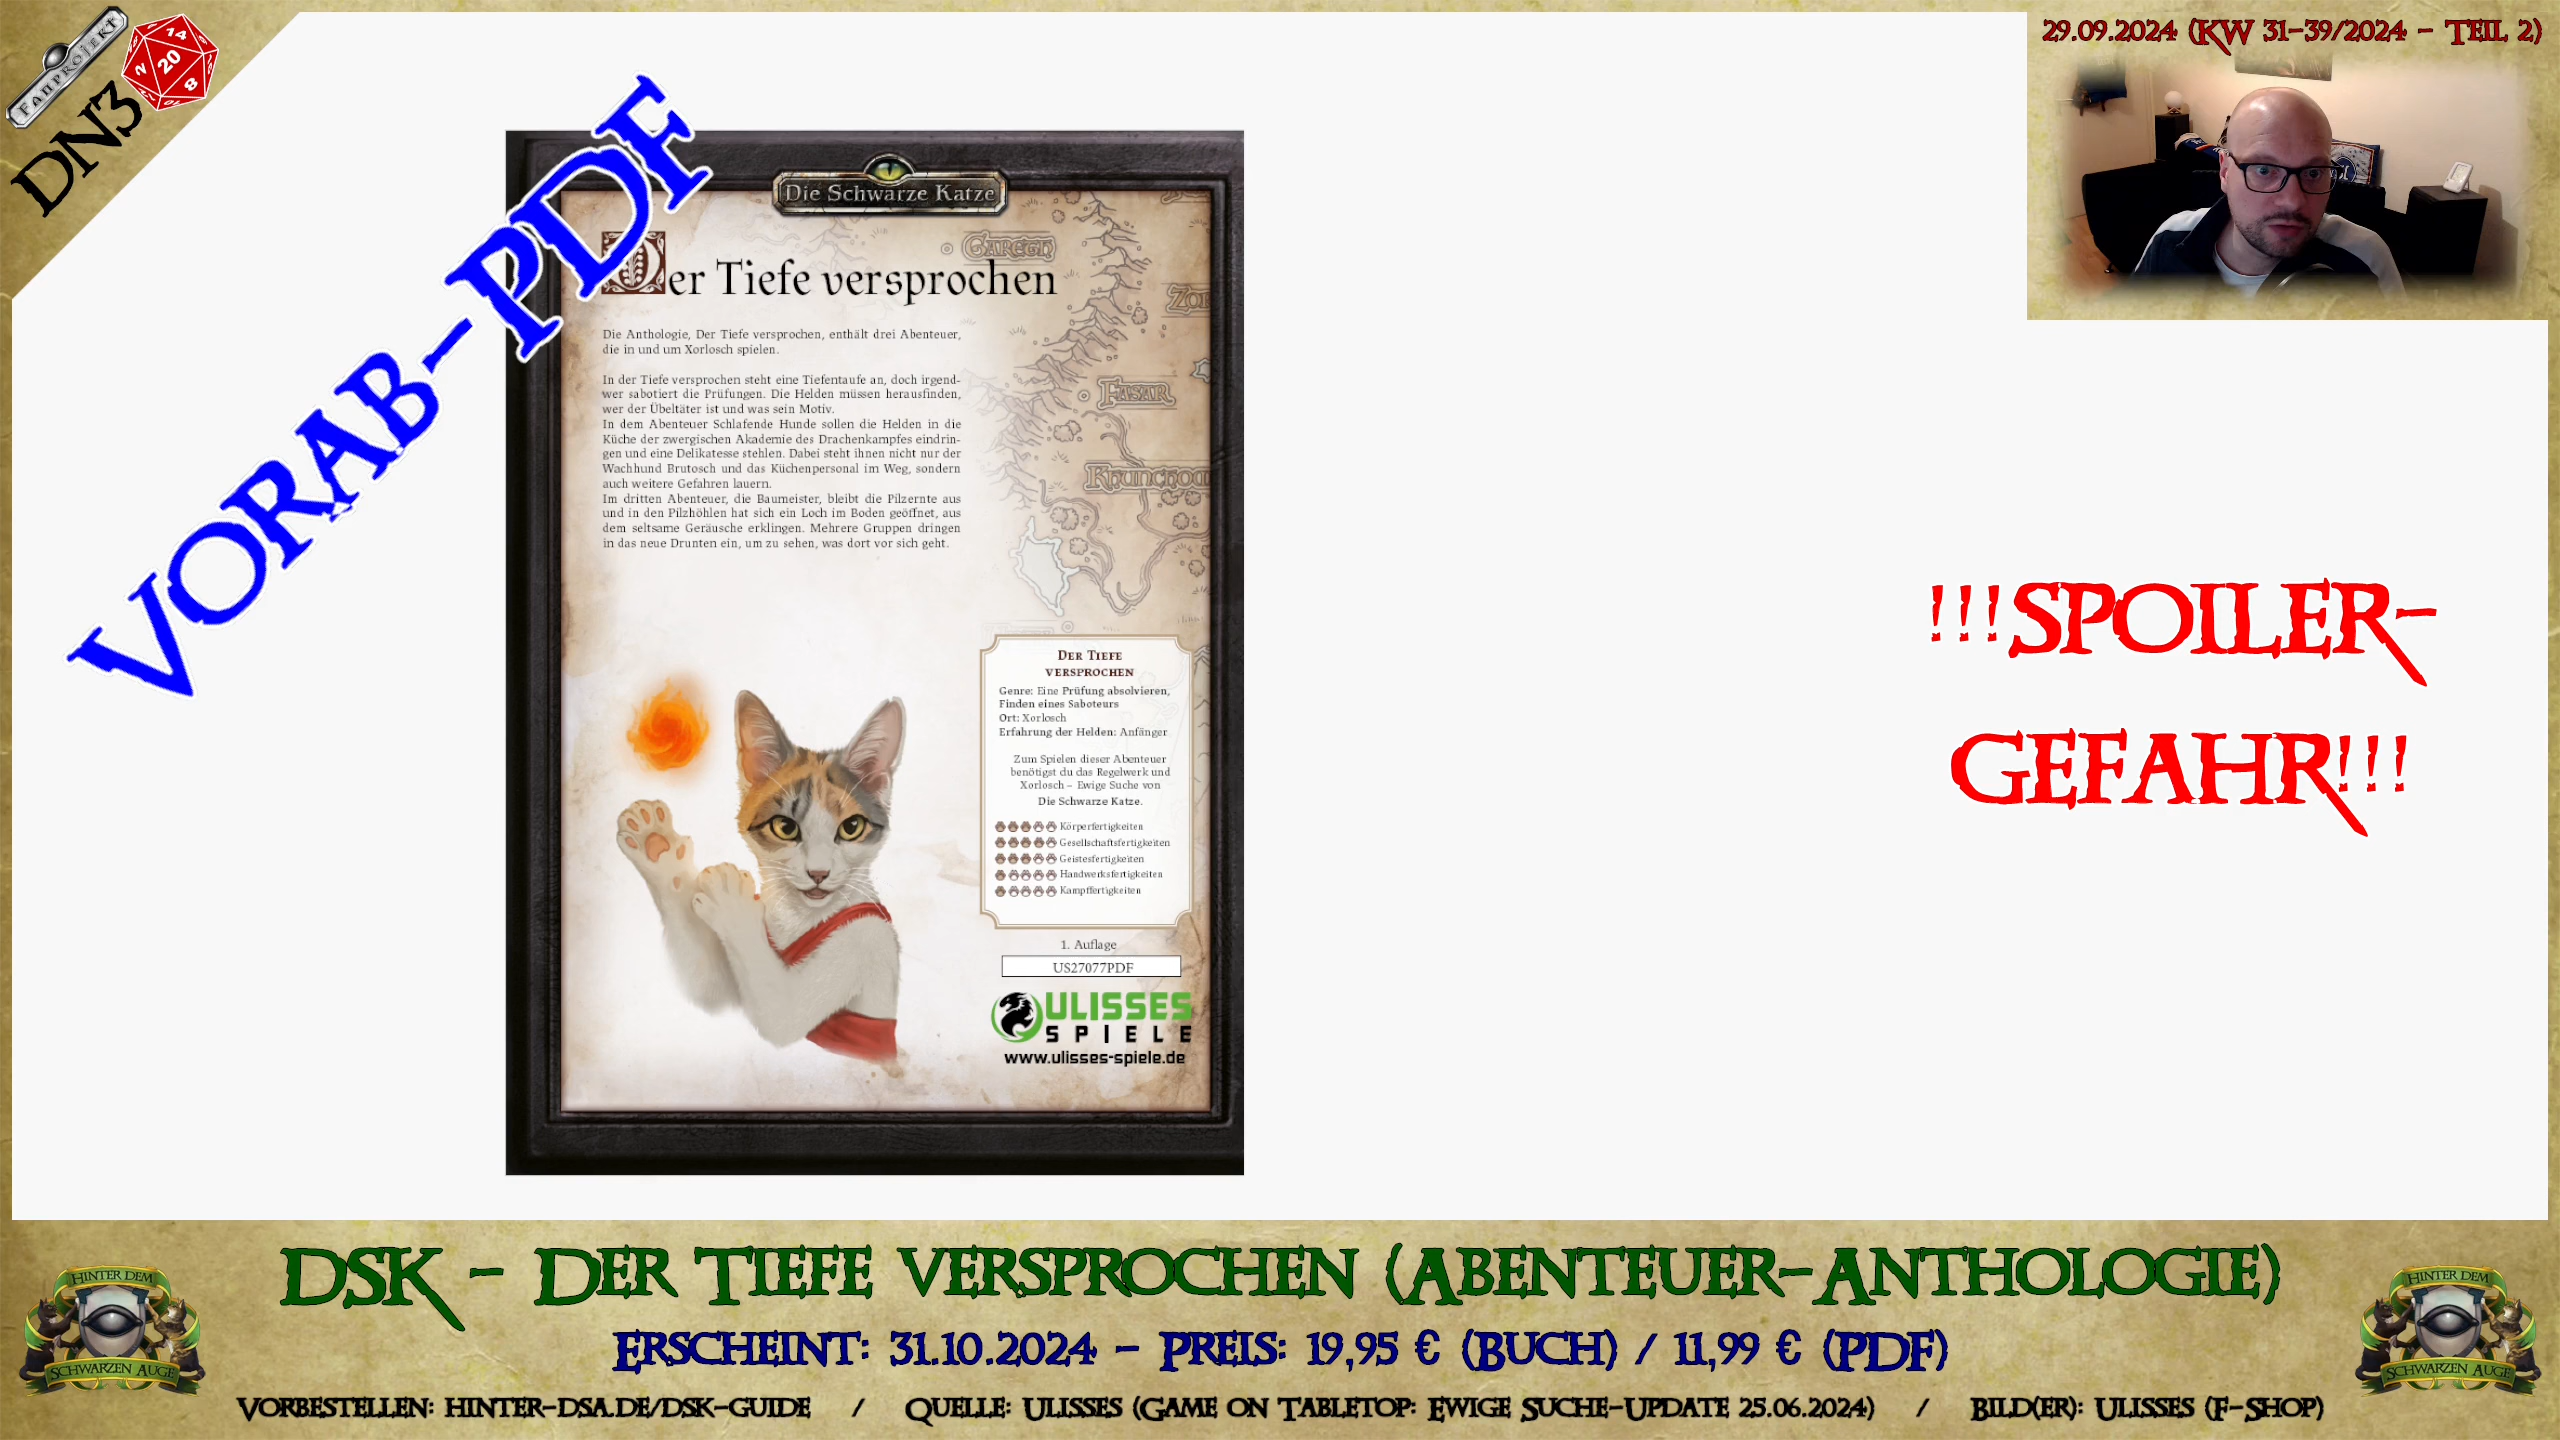 FANPROJEKT
DN3
14
20
2
8
29.09.2024 (KW 31-39/2024 - Teil 2)
Vorab-PDF
Die Schwarze Katze
Der Tiefe versprochen
Gareth
Fasar
Khunchom
Die Anthologie, Der Tiefe versprochen, enthält drei Abenteuer,
die in und um Xorlosch spielen.
In der Tiefe versprochen steht eine Tiefentaufe an, doch irgend-
wer sabotiert die Prüfungen. Die Helden müssen herausfinden,
wer der Übeltäter ist und was sein Motiv.
In dem Abenteuer Schlafende Hunde sollen die Helden in die
Küche der zwergischen Akademie des Drachenkampfes eindrin-
gen und eine Delikatesse stehlen. Dabei steht ihnen nicht nur der
Wachhund Brutosch und das Küchenpersonal im Weg, sondern
auch weitere Gefahren lauern.
Im dritten Abenteuer, die Baumeister, bleibt die Pilzernte aus
und in den Pilzhöhlen hat sich ein Loch im Boden geöffnet, aus
dem seltsame Geräusche erklingen. Mehrere Gruppen dringen
in das neue Drunten ein, um zu sehen, was dort vor sich geht.
Der Tiefe
versprochen
Genre: Eine Prüfung absolvieren,
Finden eines Saboteurs
Ort: Xorlosch
Erfahrung der Helden: Anfänger
Zum Spielen dieser Abenteuer
benötigst du das Regelwerk und
Xorlosch – Ewige Suche von
Die Schwarze Katze.
Körperfertigkeiten
Gesellschaftsfertigkeiten
Geistesfertigkeiten
Handwerksfertigkeiten
Kampffertigkeiten
1. Auflage
US27077PDF
ULISSES
SPIELE
www.ulisses-spiele.de
!!!Spoiler-
Gefahr!!!
DSK - Der Tiefe versprochen (Abenteuer-Anthologie)
Erscheint: 31.10.2024 - Preis: 19,95 € (Buch) / 11,99 € (PDF)
Vorbestellen: hinter-dsa.de/dsk-guide / Quelle: Ulisses (Game on Tabletop: Ewige Suche-Update 25.06.2024) / Bild(er): Ulisses (F-Shop)
Hinter dem
Schwarzen Auge
Hinter dem
Schwarzen Auge